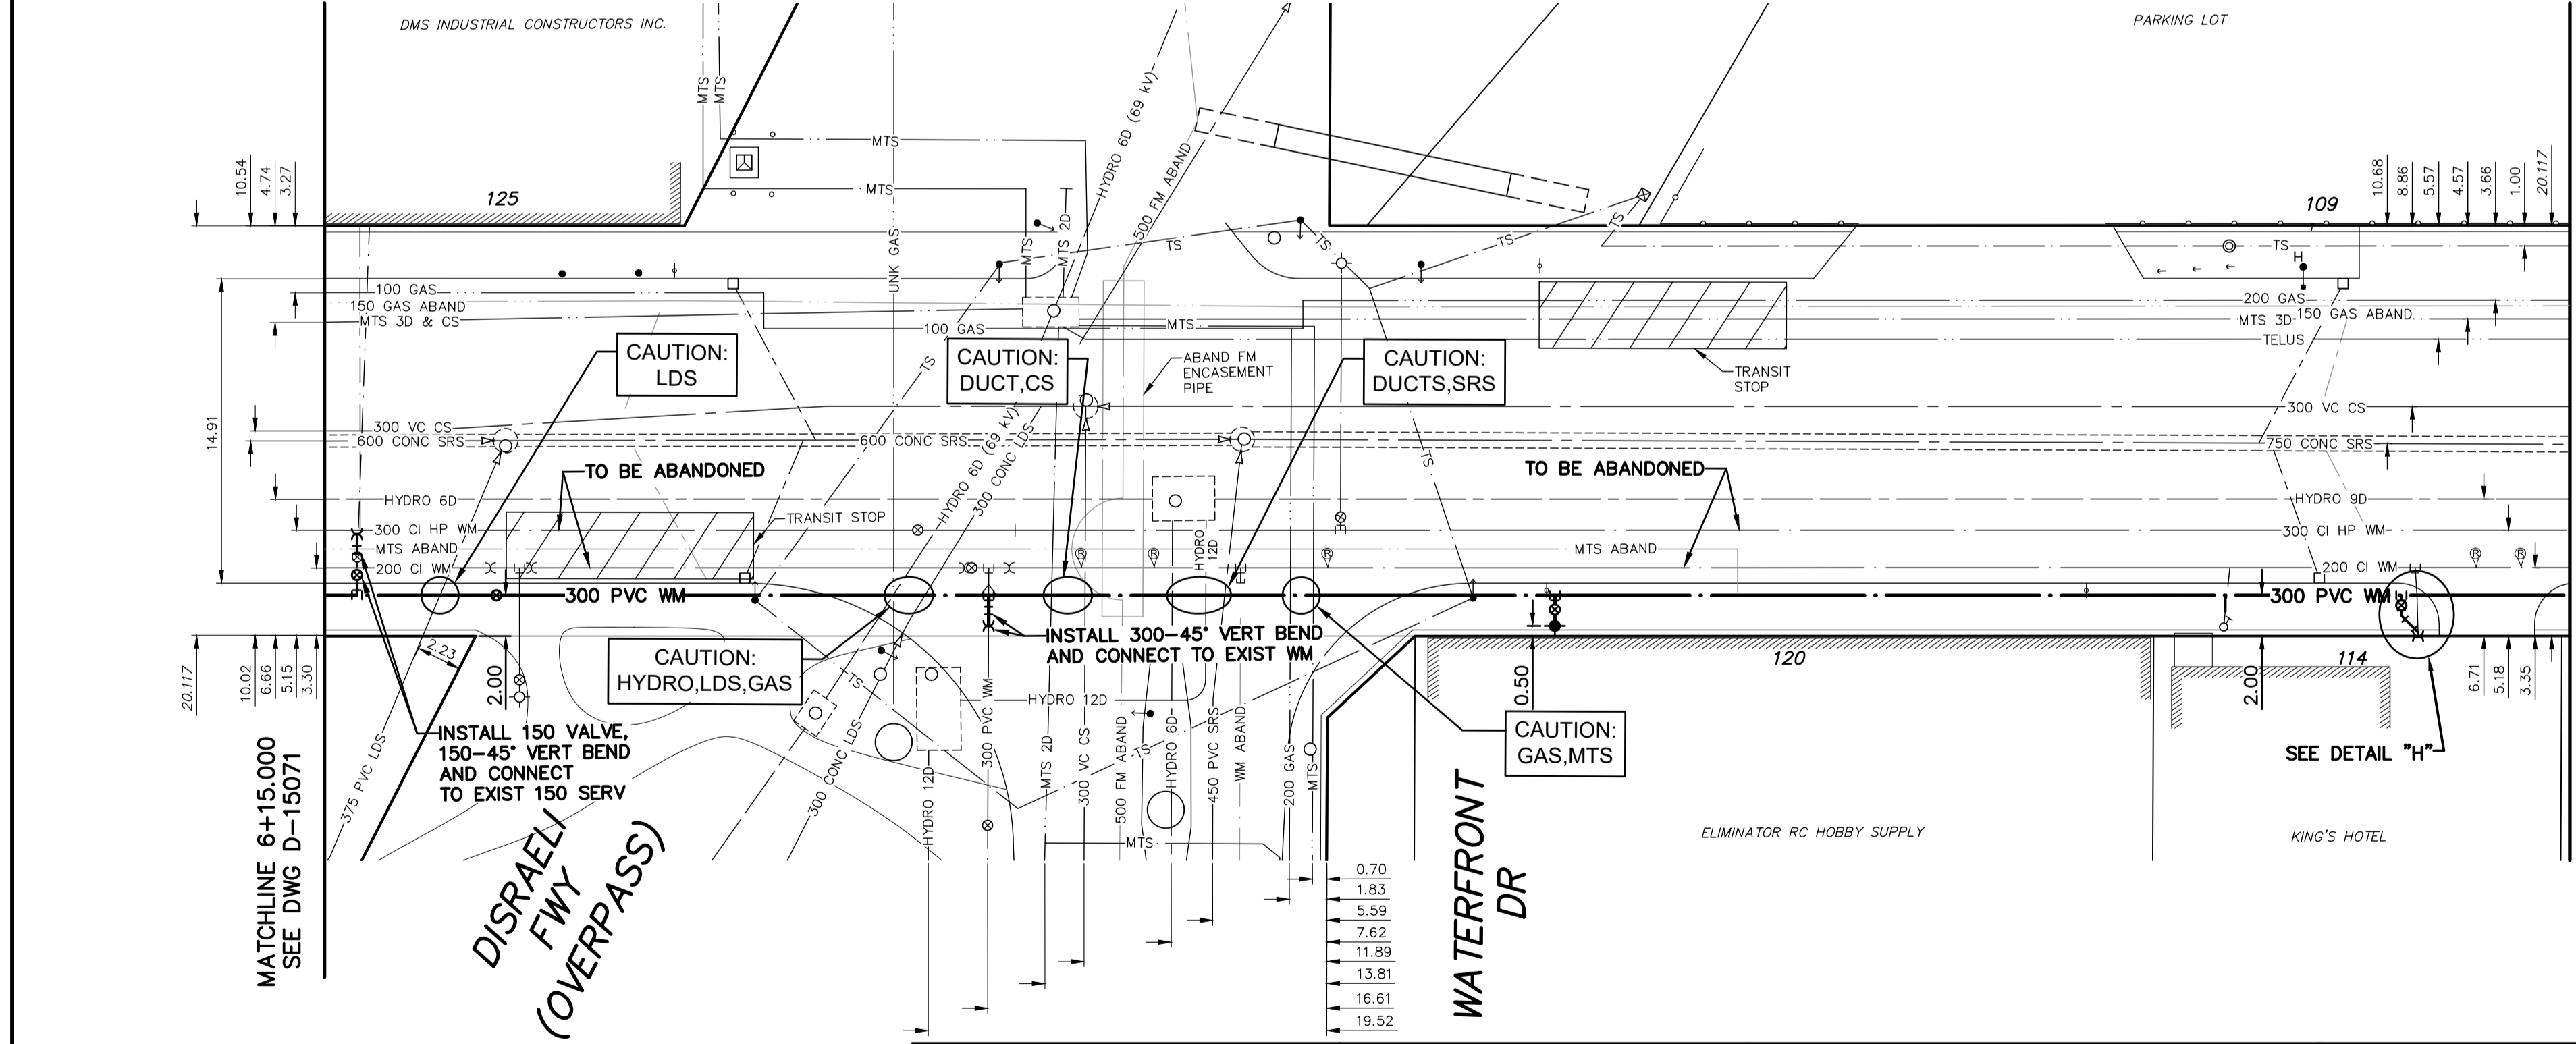 DMS INDUSTRIAL CONSTRUCTORS INC.
PARKING LOT
MTS
MTS
HYDRO 6D (69 kV)
500 FM ABAND
MTS
MTS
10.54
4.74
3.27
125
109
10.68
8.86
5.57
4.57
3.66
1.00
20.117
UNK GAS
MTS
MTS 2D
TS
TS
TS
TS
TS
H
100 GAS
150 GAS ABAND
MTS 3D & CS
100 GAS
MTS
200 GAS
150 GAS ABAND
MTS 3D
TELUS
CAUTION:
LDS
CAUTION:
DUCT,CS
CAUTION:
DUCTS,SRS
ABAND FM
ENCASEMENT
PIPE
TRANSIT
STOP
TS
14.91
300 VC CS
600 CONC SRS
600 CONC SRS
300 VC CS
750 CONC SRS
HYDRO 6D (69 kV)
300 CONC LDS
TS
TO BE ABANDONED
TO BE ABANDONED
HYDRO 6D
HYDRO 9D
TRANSIT STOP
300 CI HP WM
300 CI HP WM
MTS ABAND
MTS ABAND
HYDRO
12D
R
R
R
R
R
200 CI WM
200 CI WM
300 PVC WM
300 PVC WM
2.23
2.00
INSTALL 300-45° VERT BEND
AND CONNECT TO EXIST WM
CAUTION:
HYDRO,LDS,GAS
TS
HYDRO 12D
0.50
120
2.00
114
20.117
10.02
6.66
5.15
3.30
6.71
5.18
3.35
INSTALL 150 VALVE,
150-45° VERT BEND
AND CONNECT
TO EXIST 150 SERV
CAUTION:
GAS,MTS
SEE DETAIL "H"
MATCHLINE 6+15.000
SEE DWG D-15071
375 PVC LDS
300 CONC LDS
HYDRO 12D
300 PVC WM
MTS 2D
300 VC CS
500 FM ABAND
TS
HYDRO 6D
450 PVC SRS
WM ABAND
200 GAS
MTS
MTS
DISRAELI
FWY
(OVERPASS)
WATERFRONT
DR
ELIMINATOR RC HOBBY SUPPLY
KING'S HOTEL
0.70
1.83
5.59
7.62
11.89
13.81
16.61
19.52